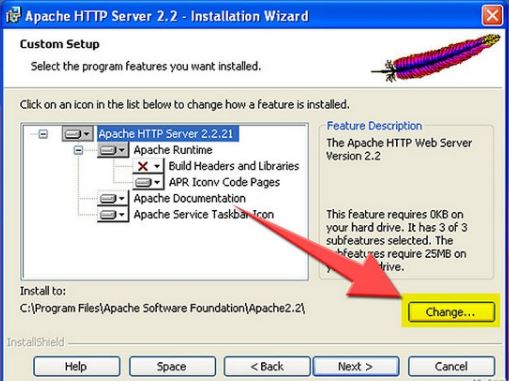 Apache HTTP Server 2.2 - Installation Wizard
Custom Setup
Select the program features you want installed.
Click on an icon in the list below to change how a feature is installed.
Apache HTTP Server 2.2.21
Apache Runtime
Build Headers and Libraries
APR Iconv Code Pages
Apache Documentation
Apache Service Taskbar Icon
Feature Description
The Apache HTTP Web Server
Version 2.2
This feature requires 0KB on
your hard drive. It has 3 of 3
subfeatures selected. The
subfeatures require 25MB on
your hard drive.
Install to:
C:\Program Files\Apache Software Foundation\Apache2.2\
Change...
InstallShield
Help
Space
< Back
Next >
Cancel